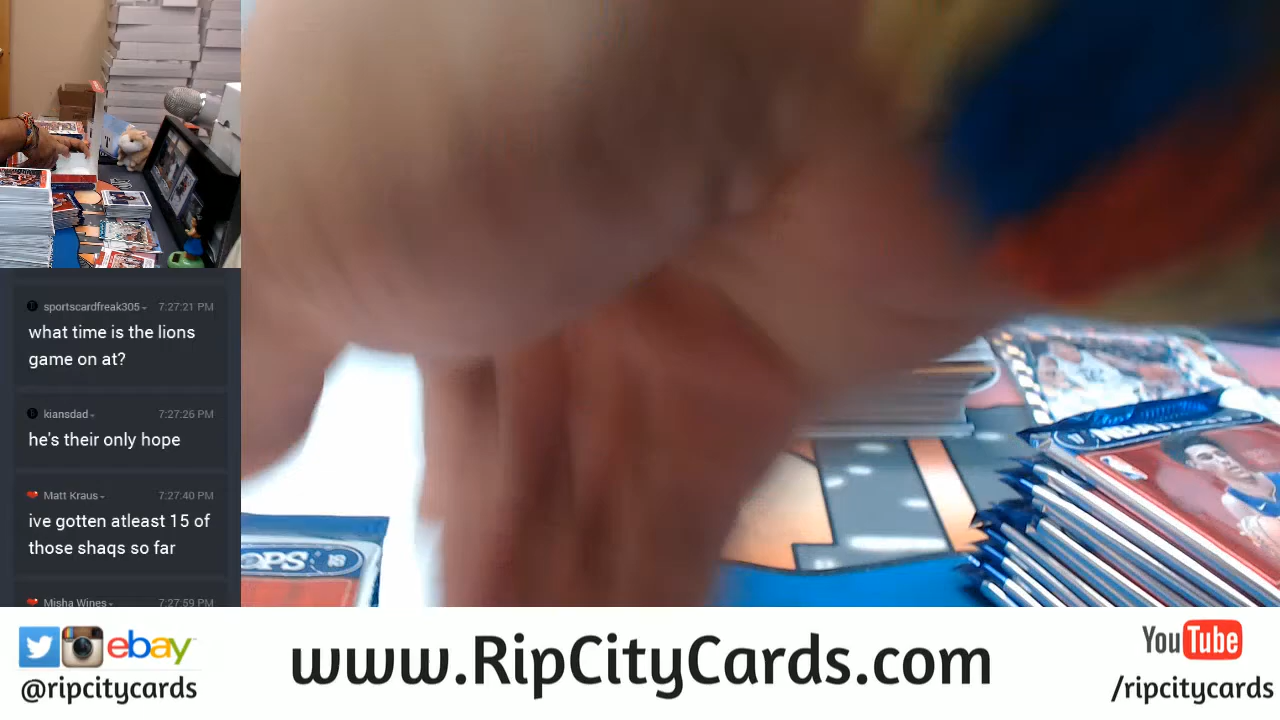 sportscardfreak305 7:27:21 PM
what time is the lions
game on at?
kiansdad 7:27:26 PM
he's their only hope
Matt Kraus 7:27:40 PM
ive gotten atleast 15 of
those shaqs so far
Misha Wines 7:27:59 PM
OPS
NBA
ebay
@ripcitycards
www.RipCityCards.com
YouTube
/ripcitycards